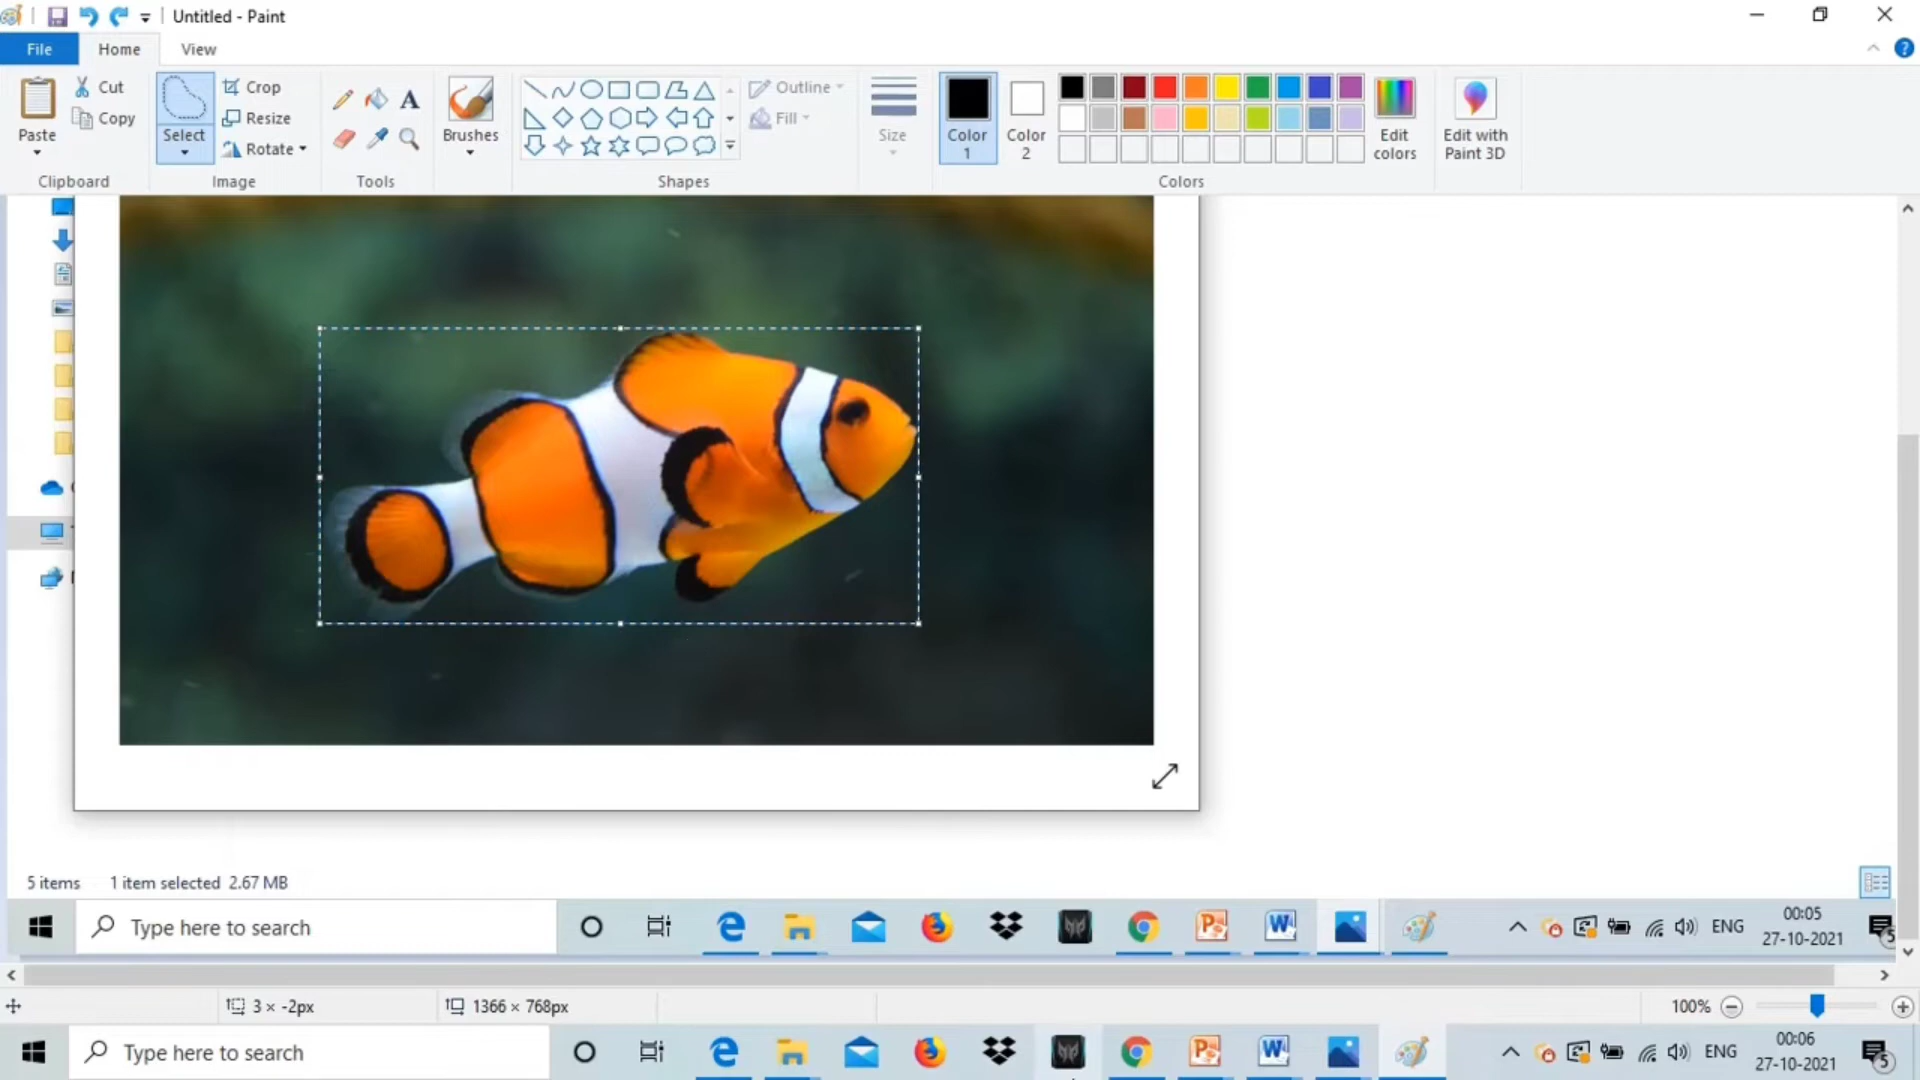 Untitled - Paint
File Home View
Paste
Cut
Copy
Clipboard
Select
Crop
Resize
Rotate
Image
Tools
Brushes
Shapes
Outline
Fill
Size
Color 1
Color 2
Edit colors
Edit with Paint 3D
Colors
5 items 1 item selected 2.67 MB
Type here to search
ENG
00:05
27-10-2021
5
3 × -2px
1366 × 768px
100%
Type here to search
ENG
00:06
27-10-2021
5